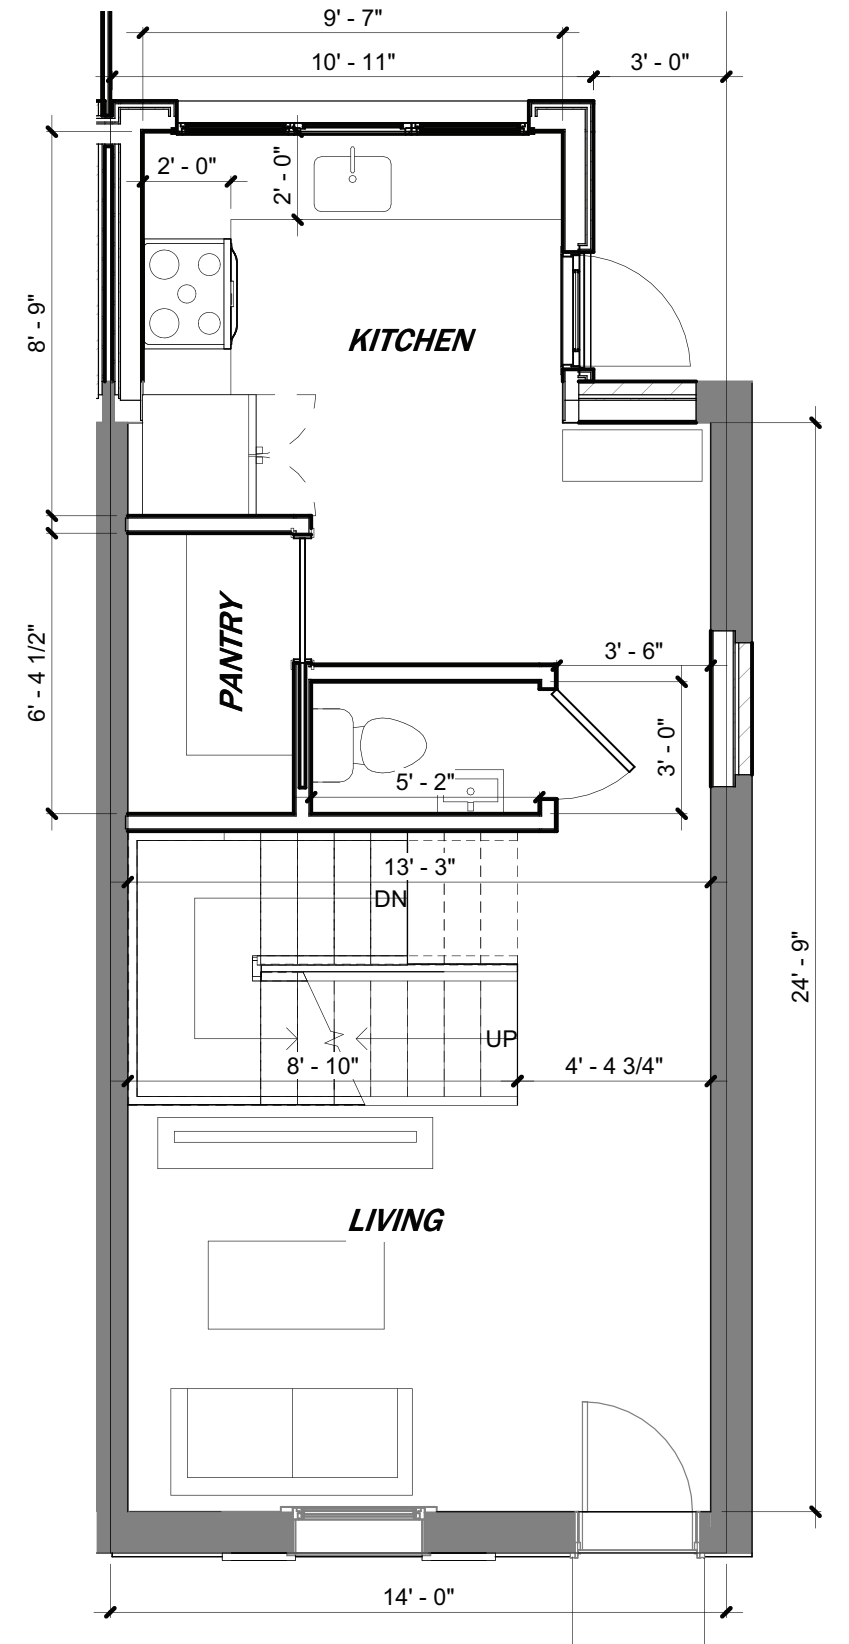 9' - 7"
10' - 11"
3' - 0"
2' - 0"
2' - 0"
8' - 9"
KITCHEN
6' - 4 1/2"
PANTRY
3' - 6"
3' - 0"
5' - 2"
13' - 3"
DN
24' - 9"
UP
8' - 10"
4' - 4 3/4"
LIVING
14' - 0"